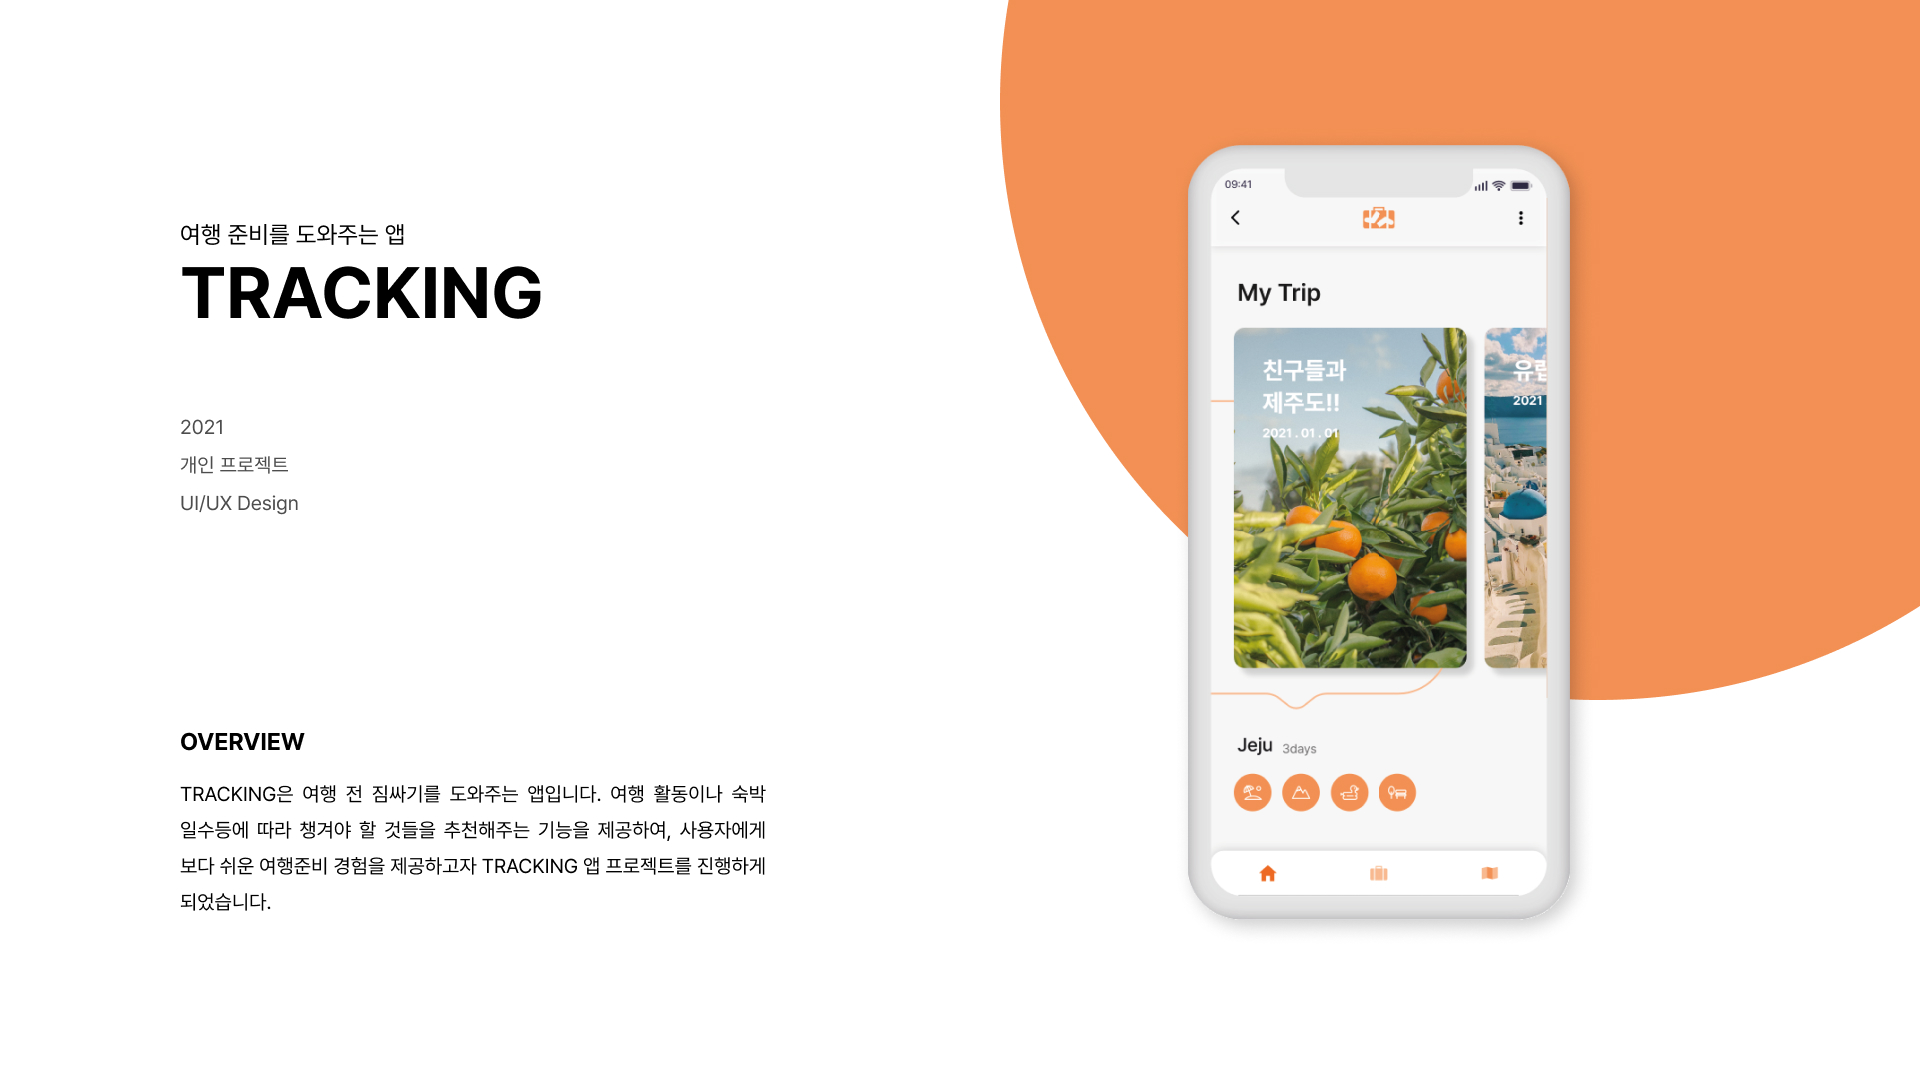 여행 준비를 도와주는 앱
TRACKING
2021
개인 프로젝트
UI/UX Design
OVERVIEW
TRACKING은 여행 전 짐싸기를 도와주는 앱입니다. 여행 활동이나 숙박
일수등에 따라 챙겨야 할 것들을 추천해주는 기능을 제공하여, 사용자에게
보다 쉬운 여행준비 경험을 제공하고자 TRACKING 앱 프로젝트를 진행하게
되었습니다.
09:41
My Trip
친구들과
제주도!!
2021 . 01 . 01
유럽
2021
Jeju 3days